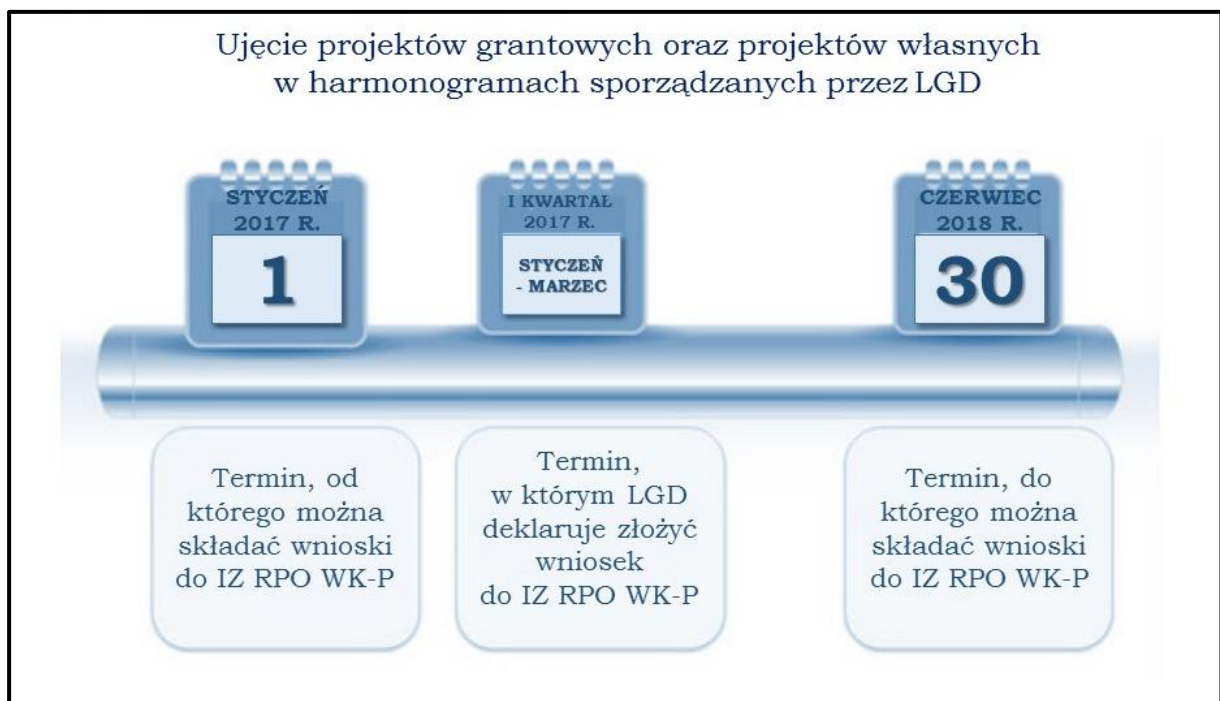 Ujęcie projektów grantowych oraz projektów własnych
w harmonogramach sporządzanych przez LGD
STYCZEŃ
2017 R.
1
I KWARTAŁ
2017 R.
STYCZEŃ
- MARZEC
CZERWIEC
2018 R.
30
Termin, od
którego można
składać wnioski
do IZ RPO WK-P
Termin,
w którym LGD
deklaruje złożyć
wniosek
do IZ RPO WK-P
Termin, do
którego można
składać wnioski
do IZ RPO WK-P